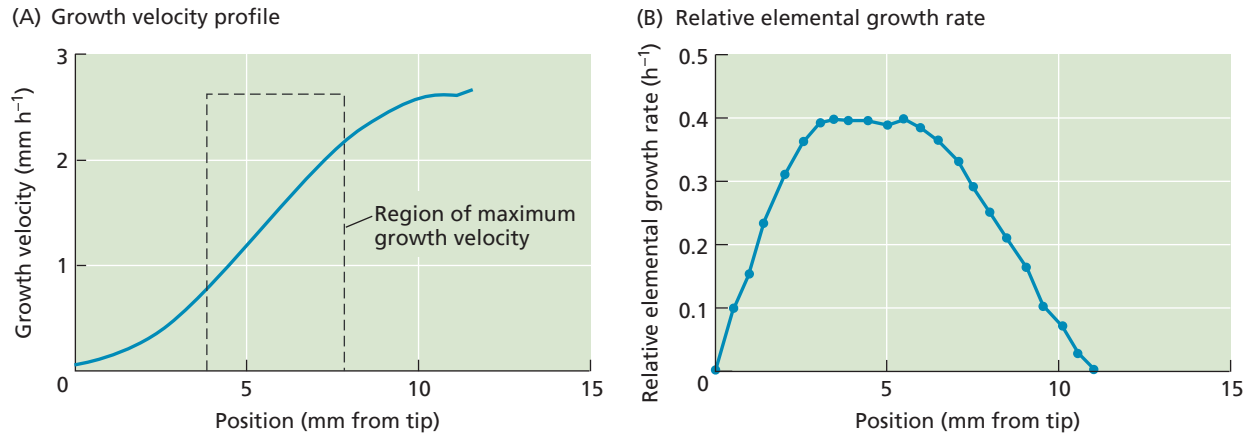 (A) Growth velocity profile
Growth velocity (mm h⁻¹)
3
2
1
0
5
10
15
Region of maximum
growth velocity
Position (mm from tip)
(B) Relative elemental growth rate
Relative elemental growth rate (h⁻¹)
0.5
0.4
0.3
0.2
0.1
0
0
5
10
15
Position (mm from tip)